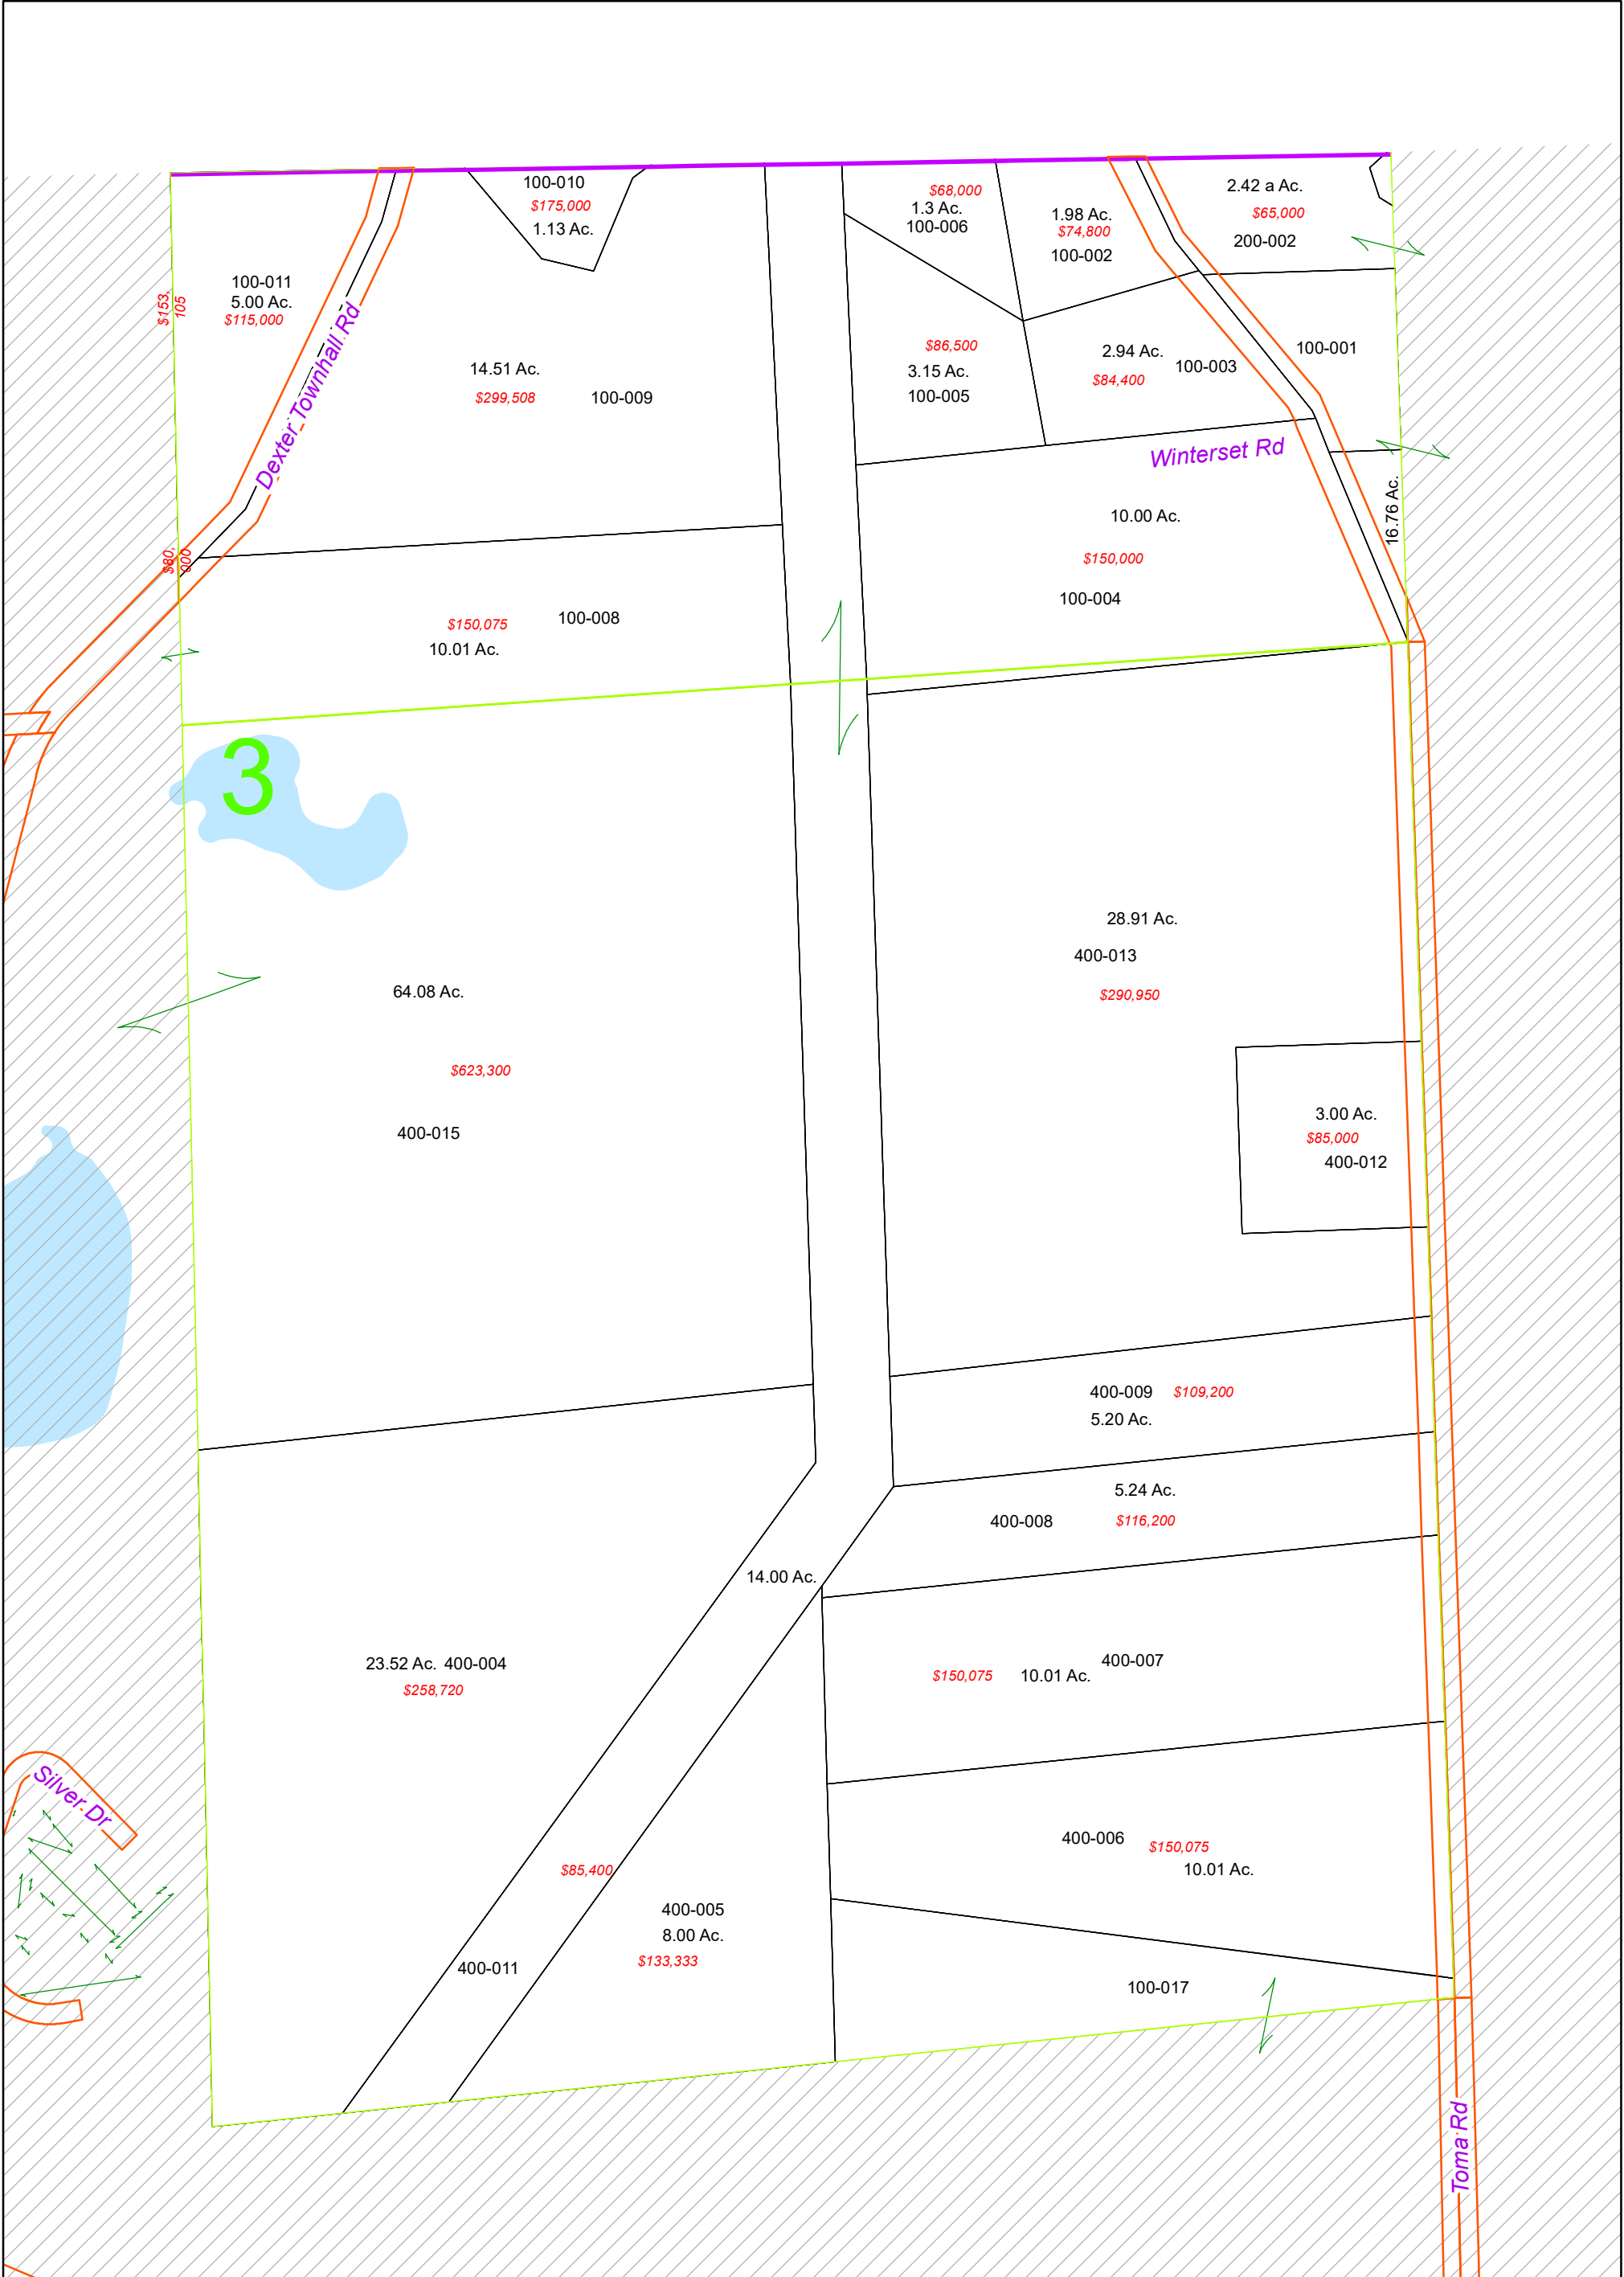 100-010
$175,000
1.13 Ac.
$68,000
1.3 Ac.
100-006
1.98 Ac.
$74,800
100-002
2.42 a Ac.
$65,000
200-002
100-011
5.00 Ac.
$115,000
$153,
105
Dexter Townhall Rd
14.51 Ac.
$299,508
100-009
$86,500
3.15 Ac.
100-005
2.94 Ac.
$84,400
100-003
100-001
Winterset Rd
16.76 Ac.
10.00 Ac.
$150,000
100-004
$80,
000
$150,075
100-008
10.01 Ac.
3
28.91 Ac.
400-013
$290,950
64.08 Ac.
$623,300
400-015
3.00 Ac.
$85,000
400-012
400-009
$109,200
5.20 Ac.
5.24 Ac.
400-008
$116,200
14.00 Ac.
23.52 Ac. 400-004
$258,720
400-007
$150,075
10.01 Ac.
Silver Dr
400-006
$150,075
10.01 Ac.
$85,400
400-005
8.00 Ac.
$133,333
400-011
100-017
Toma Rd